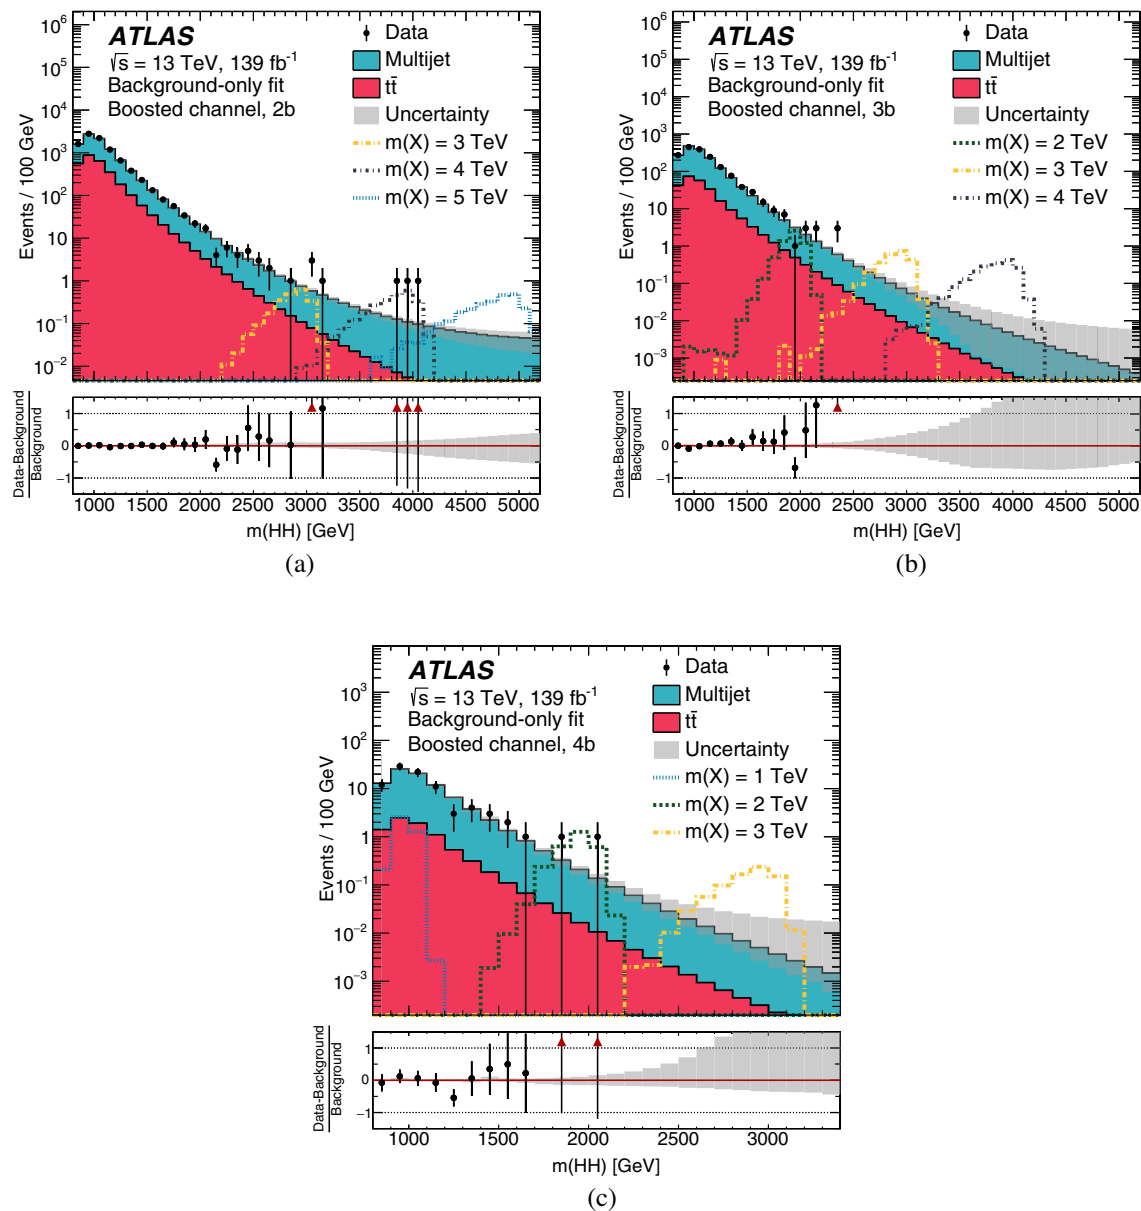 ATLAS
√s = 13 TeV, 139 fb⁻¹
Background-only fit
Boosted channel, 2b
Data
Multijet
tt̄
Uncertainty
m(X) = 3 TeV
m(X) = 4 TeV
m(X) = 5 TeV
Events / 100 GeV
10⁶
10⁵
10⁴
10³
10²
10
1
10⁻¹
10⁻²
Data-Background
Background
1
0
−1
1000 1500 2000 2500 3000 3500 4000 4500 5000
m(HH) [GeV]
(a)
ATLAS
√s = 13 TeV, 139 fb⁻¹
Background-only fit
Boosted channel, 3b
Data
Multijet
tt̄
Uncertainty
m(X) = 2 TeV
m(X) = 3 TeV
m(X) = 4 TeV
Events / 100 GeV
10⁶
10⁵
10⁴
10³
10²
10
1
10⁻¹
10⁻²
10⁻³
Data-Background
Background
1
0
−1
1000 1500 2000 2500 3000 3500 4000 4500 5000
m(HH) [GeV]
(b)
ATLAS
√s = 13 TeV, 139 fb⁻¹
Background-only fit
Boosted channel, 4b
Data
Multijet
tt̄
Uncertainty
m(X) = 1 TeV
m(X) = 2 TeV
m(X) = 3 TeV
Events / 100 GeV
10³
10²
10
1
10⁻¹
10⁻²
10⁻³
Data-Background
Background
1
0
−1
1000 1500 2000 2500 3000
m(HH) [GeV]
(c)